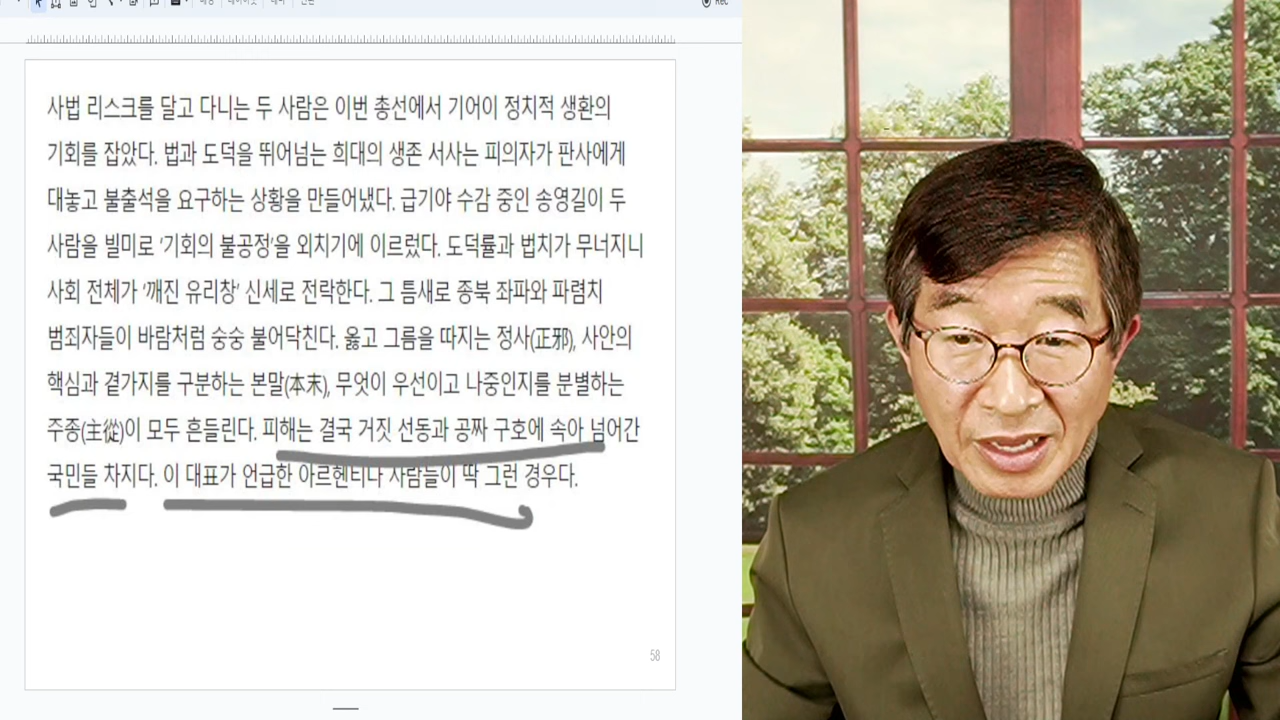 Rec
사법 리스크를 달고 다니는 두 사람은 이번 총선에서 기어이 정치적 생환의
기회를 잡았다. 법과 도덕을 뛰어넘는 희대의 생존 서사는 피의자가 판사에게
대놓고 불출석을 요구하는 상황을 만들어냈다. 급기야 수감 중인 송영길이 두
사람을 빌미로 ‘기회의 불공정’을 외치기에 이르렀다. 도덕률과 법치가 무너지니
사회 전체가 ‘깨진 유리창’ 신세로 전락한다. 그 틈새로 종북 좌파와 파렴치
범죄자들이 바람처럼 숭숭 불어닥친다. 옳고 그름을 따지는 정사(正邪), 사안의
핵심과 곁가지를 구분하는 본말(本末), 무엇이 우선이고 나중인지를 분별하는
주종(主從)이 모두 흔들린다. 피해는 결국 거짓 선동과 공짜 구호에 속아 넘어간
국민들 차지다. 이 대표가 언급한 아르헨티나 사람들이 딱 그런 경우다.
58